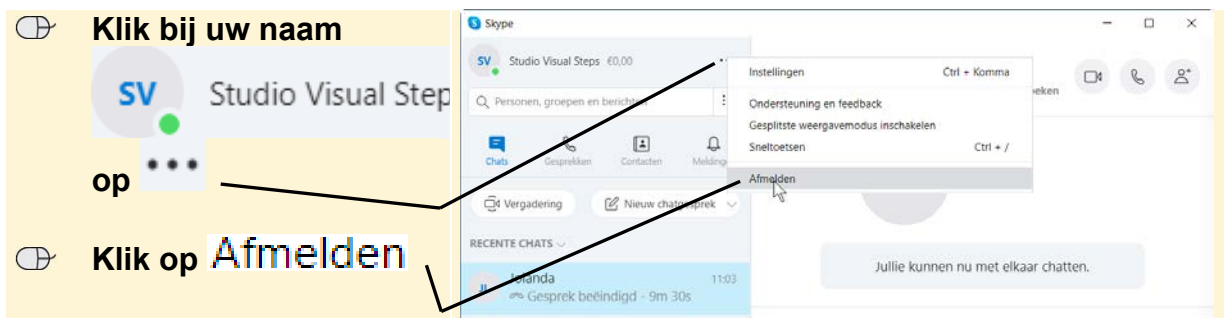 Klik bij uw naam
SV Studio Visual Step
op •••
Klik op Afmelden
Skype
SV Studio Visual Steps €0,00
Personen, groepen en berichten
Chats Gesprekken Contacten Melding
Vergadering Nieuw chatgesprek
RECENTE CHATS
Jolanda 11:03
Gesprek beëindigd - 9m 30s
Instellingen Ctrl + Komma
Ondersteuning en feedback
Gesplitste weergavemodus inschakelen
Sneltoetsen Ctrl + /
Afmelden
eken
Jullie kunnen nu met elkaar chatten.